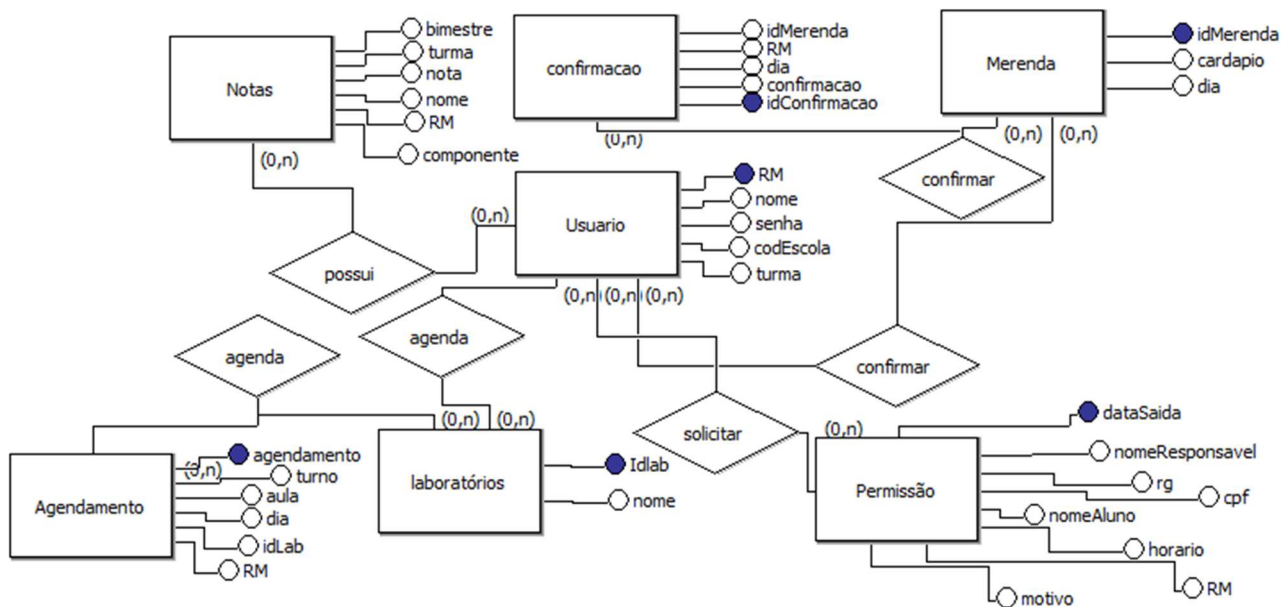 Notas
bimestre
turma
nota
nome
RM
componente
(0,n)
confirmacao
idMerenda
RM
dia
confirmacao
idConfirmacao
(0,n)
Merenda
idMerenda
cardapio
dia
(0,n)
(0,n)
confirmar
Usuario
RM
nome
senha
codEscola
turma
(0,n)
(0,n)
(0,n)
(0,n)
possui
agenda
agenda
confirmar
solicitar
(0,n)
(0,n)
(0,n)
Agendamento
(0,n)
agendamento
turno
aula
dia
idLab
RM
laboratórios
Idlab
nome
Permissão
dataSaida
nomeResponsavel
rg
cpf
nomeAluno
horario
RM
motivo